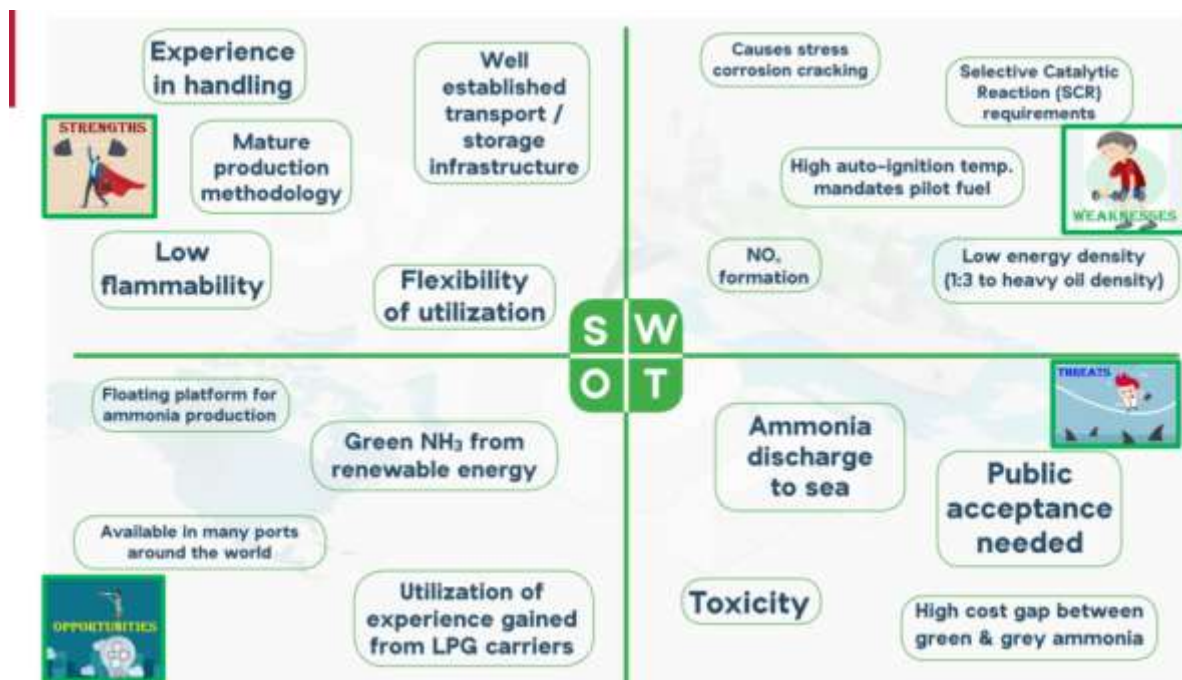 Experience
in handling
Well
established
transport /
storage
infrastructure
STRENGTHS
Mature
production
methodology
Low
flammability
Flexibility
of utilization
Causes stress
corrosion cracking
Selective Catalytic
Reaction (SCR)
requirements
High auto-ignition temp.
mandates pilot fuel
WEAKNESSES
NOₓ
formation
Low energy density
(1:3 to heavy oil density)
S W
O T
Floating platform for
ammonia production
Green NH₃ from
renewable energy
Available in many ports
around the world
OPPORTUNITIES
Utilization of
experience gained
from LPG carriers
THREATS
Ammonia
discharge
to sea
Public
acceptance
needed
Toxicity
High cost gap between
green & grey ammonia